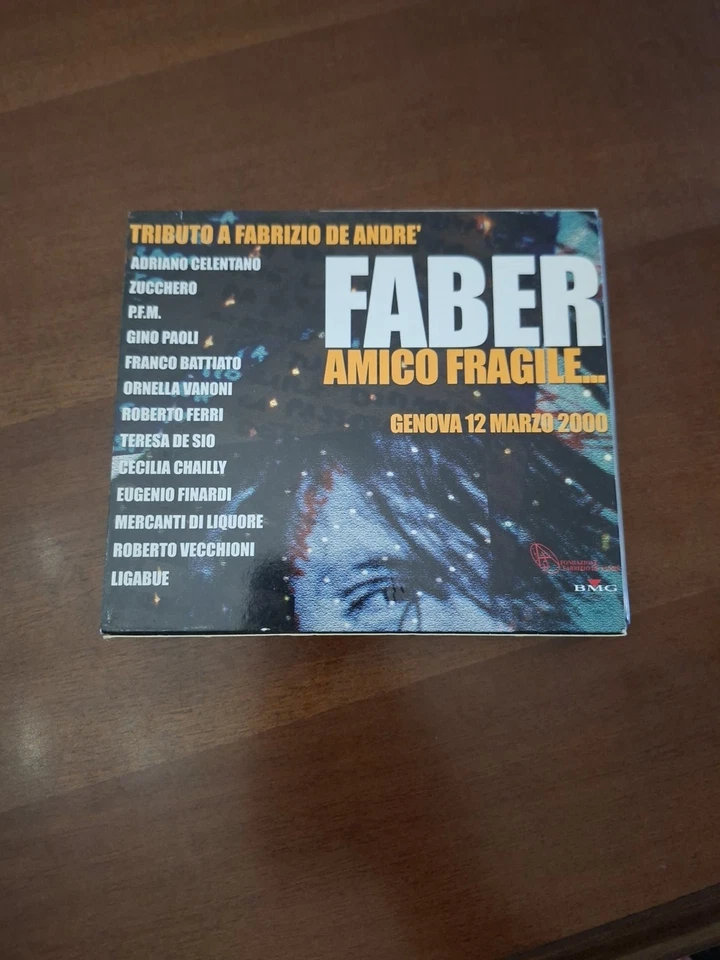 TRIBUTO A FABRIZIO DE ANDRE'
ADRIANO CELENTANO
ZUCCHERO
P.F.M.
GINO PAOLI
FRANCO BATTIATO
ORNELLA VANONI
ROBERTO FERRI
TERESA DE SIO
CECILIA CHAILLY
EUGENIO FINARDI
MERCANTI DI LIQUORE
ROBERTO VECCHIONI
LIGABUE
FABER
AMICO FRAGILE...
GENOVA 12 MARZO 2000
FONDAZIONE
BMG